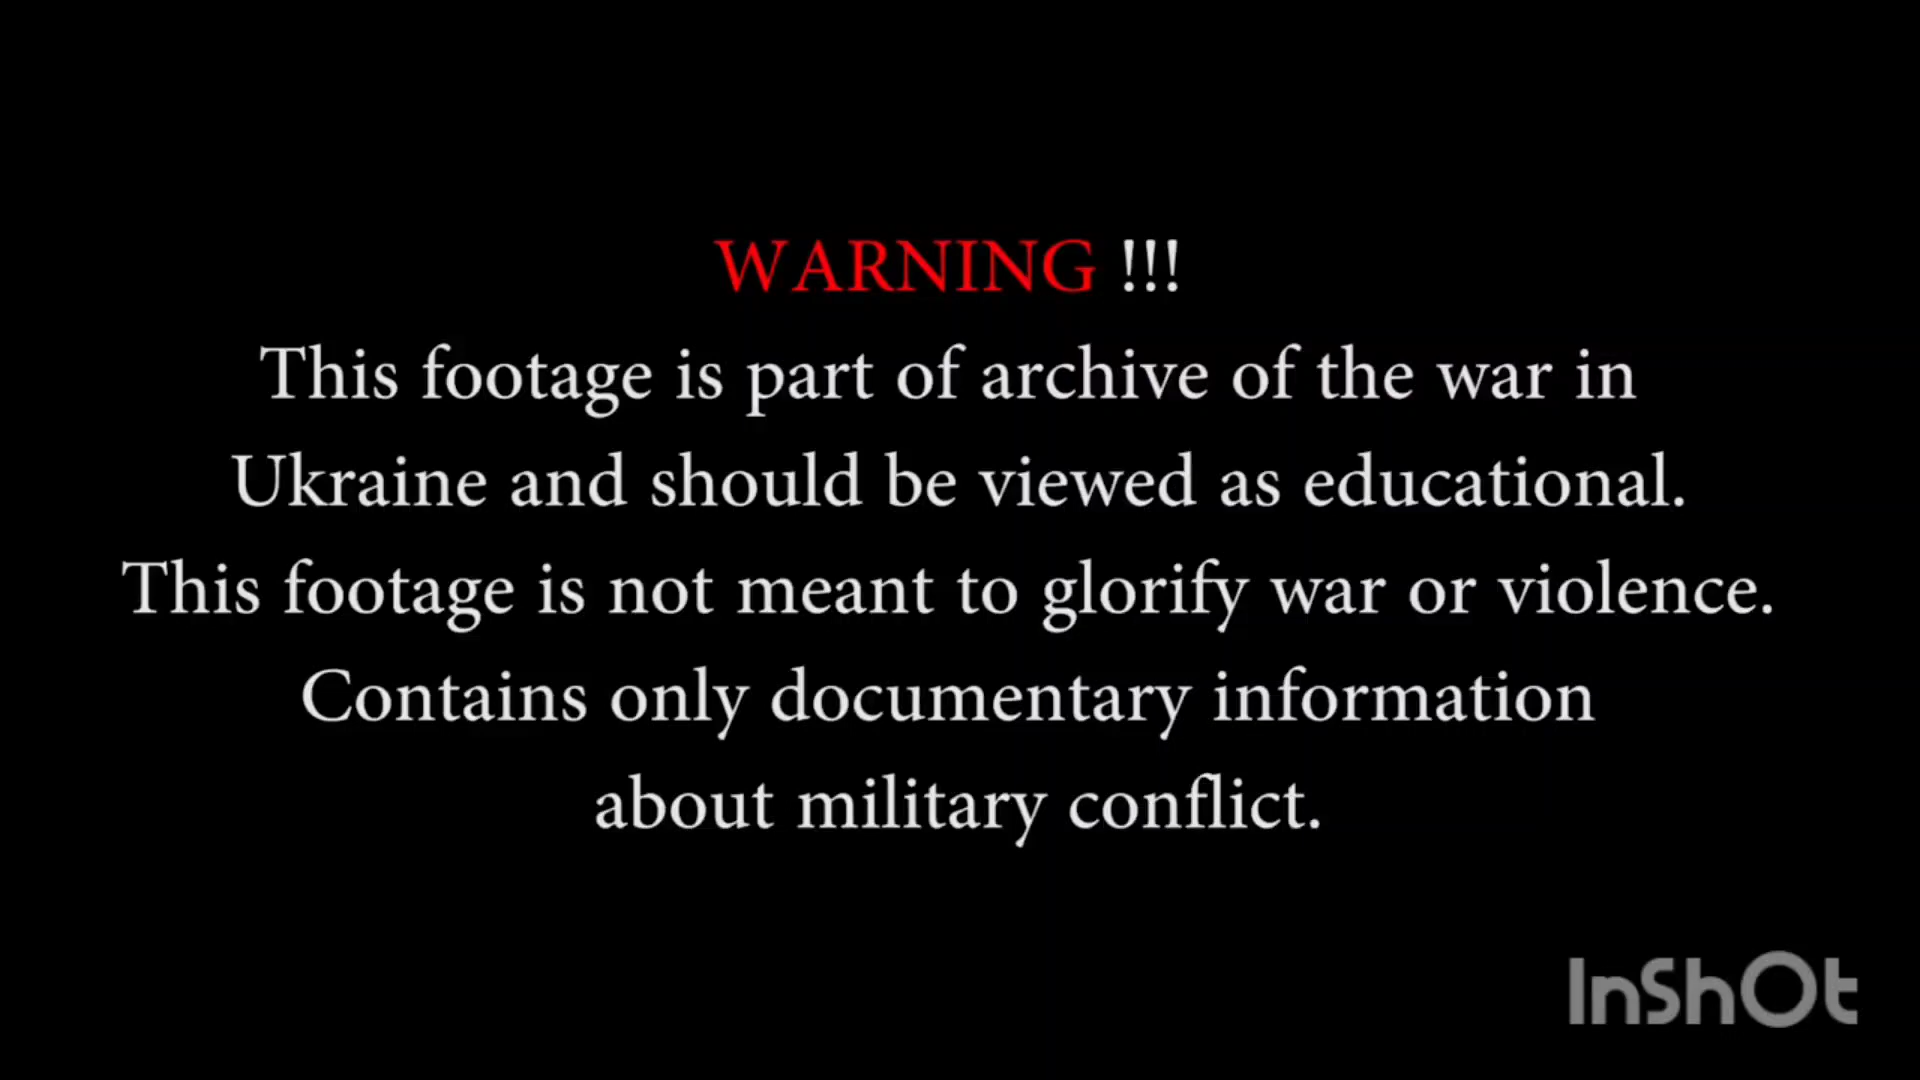 WARNING !!!
This footage is part of archive of the war in
Ukraine and should be viewed as educational.
This footage is not meant to glorify war or violence.
Contains only documentary information
about military conflict.
InShOt